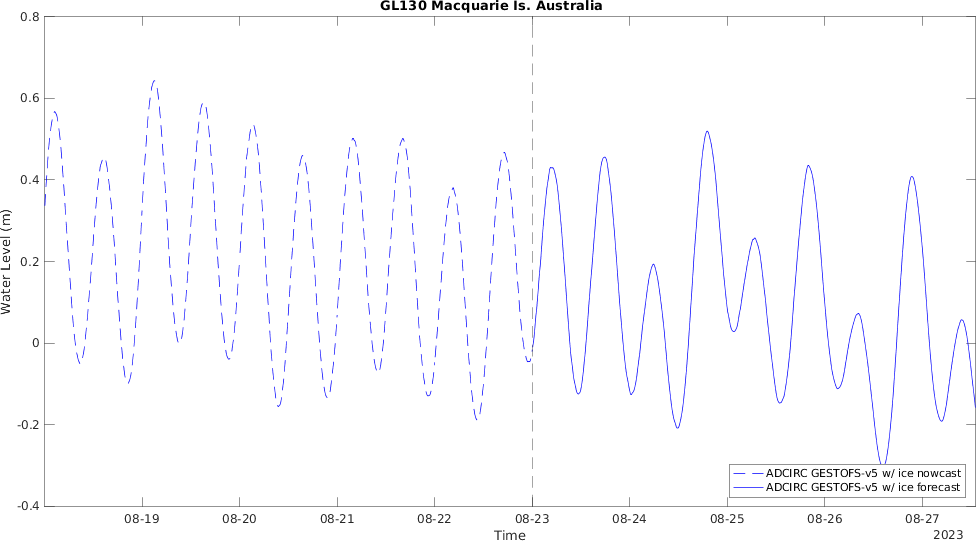 GL130 Macquarie Is. Australia
Water Level (m)
0.8
0.6
0.4
0.2
0
-0.2
-0.4
ADCIRC GESTOFS-v5 w/ ice nowcast
ADCIRC GESTOFS-v5 w/ ice forecast
08-19 08-20 08-21 08-22 08-23 08-24 08-25 08-26 08-27
Time
2023